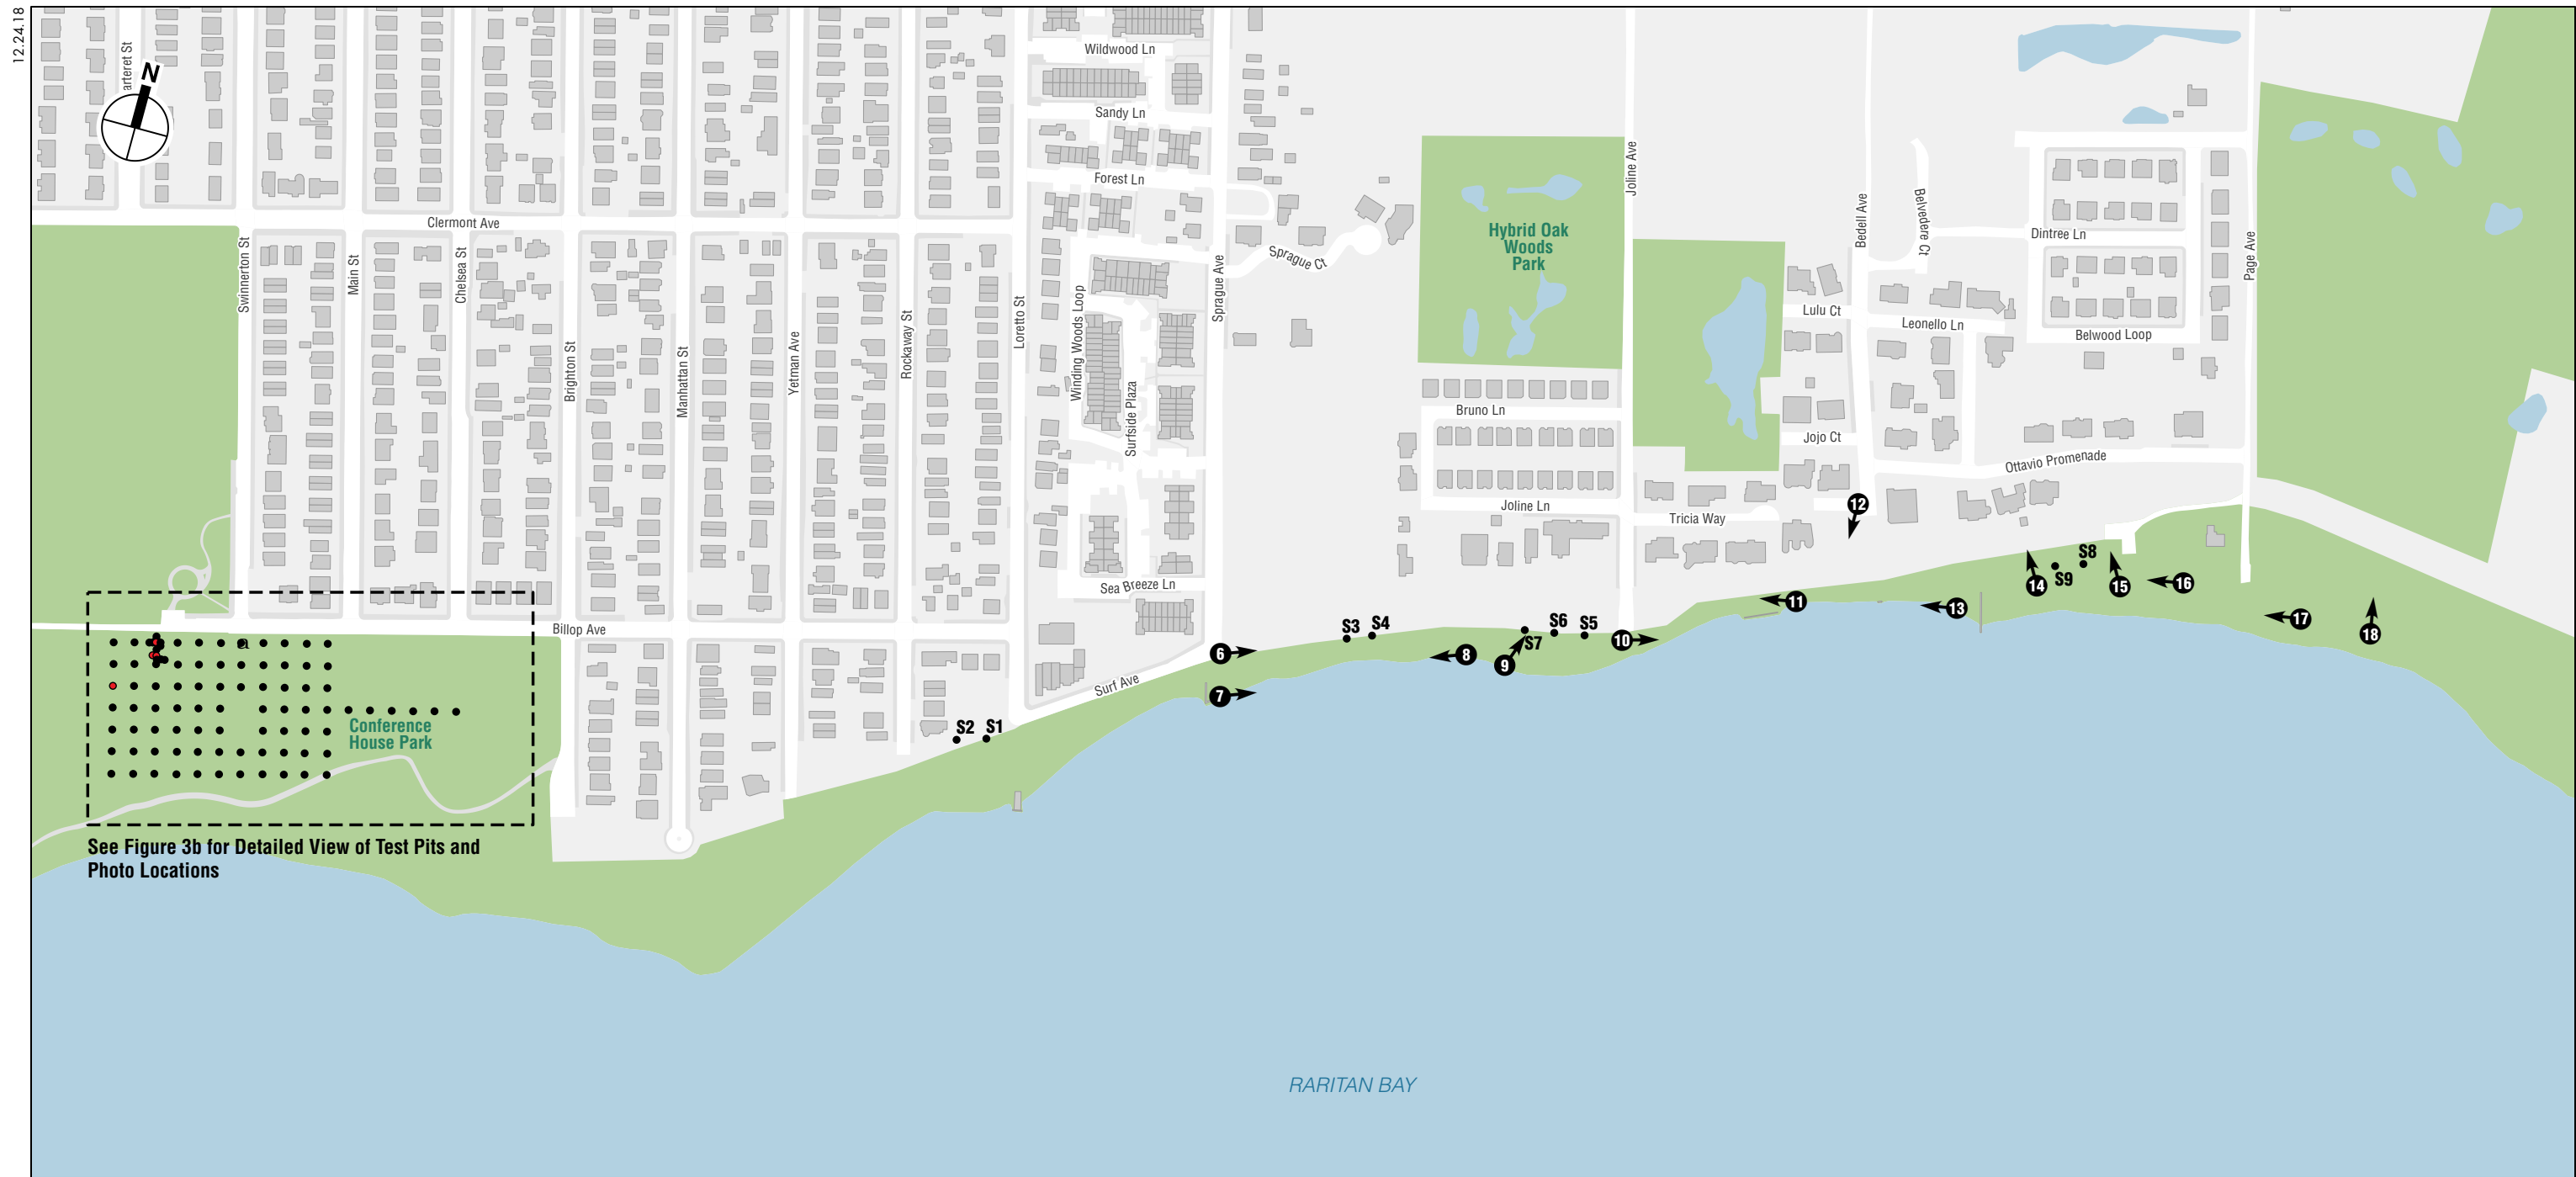 12.24.18
arteret St
N
Wildwood Ln
Sandy Ln
Forest Ln
Clermont Ave
Swinnerton St
Main St
Chelsea St
Brighton St
Manhattan St
Yetman Ave
Rockaway St
Loretto St
Winding Woods Loop
Surfside Plaza
Sprague Ave
Sprague Ct
Hybrid Oak
Woods
Park
Joline Ave
Bedell Ave
Belvedere Ct
Dintree Ln
Page Ave
Lulu Ct
Leonello Ln
Belwood Loop
Bruno Ln
Jojo Ct
Ottavio Promenade
Joline Ln
Tricia Way
Sea Breeze Ln
Billop Ave
Surf Ave
a
Conference
House Park
S2
S1
6
7
S3
S4
8
9
S7
S6
S5
10
11
12
13
14
S9
S8
15
16
17
18
See Figure 3b for Detailed View of Test Pits and
Photo Locations
RARITAN BAY